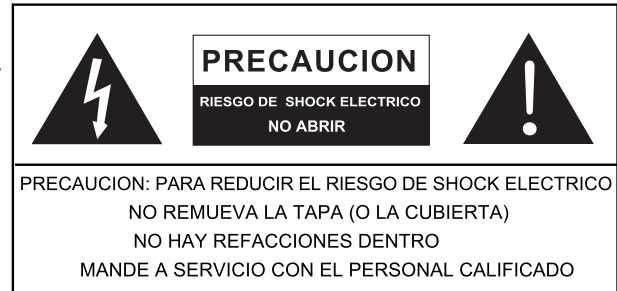 PRECAUCION
RIESGO DE SHOCK ELECTRICO
NO ABRIR
PRECAUCION: PARA REDUCIR EL RIESGO DE SHOCK ELECTRICO
NO REMUEVA LA TAPA (O LA CUBIERTA)
NO HAY REFACCIONES DENTRO
MANDE A SERVICIO CON EL PERSONAL CALIFICADO